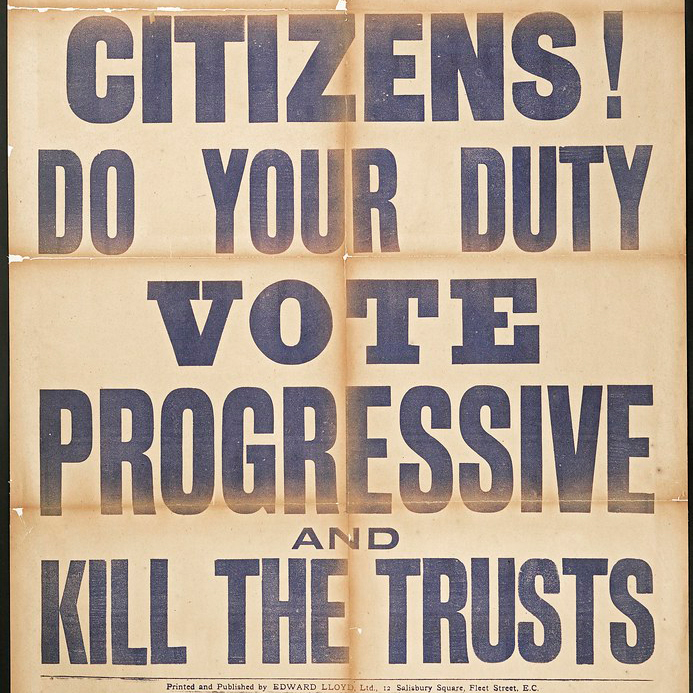 CITIZENS!
DO YOUR DUTY
VOTE
PROGRESSIVE
AND
KILL THE TRUSTS
Printed and Published by EDWARD LLOYD, Ltd., 12 Salisbury Square, Fleet Street, E.C.